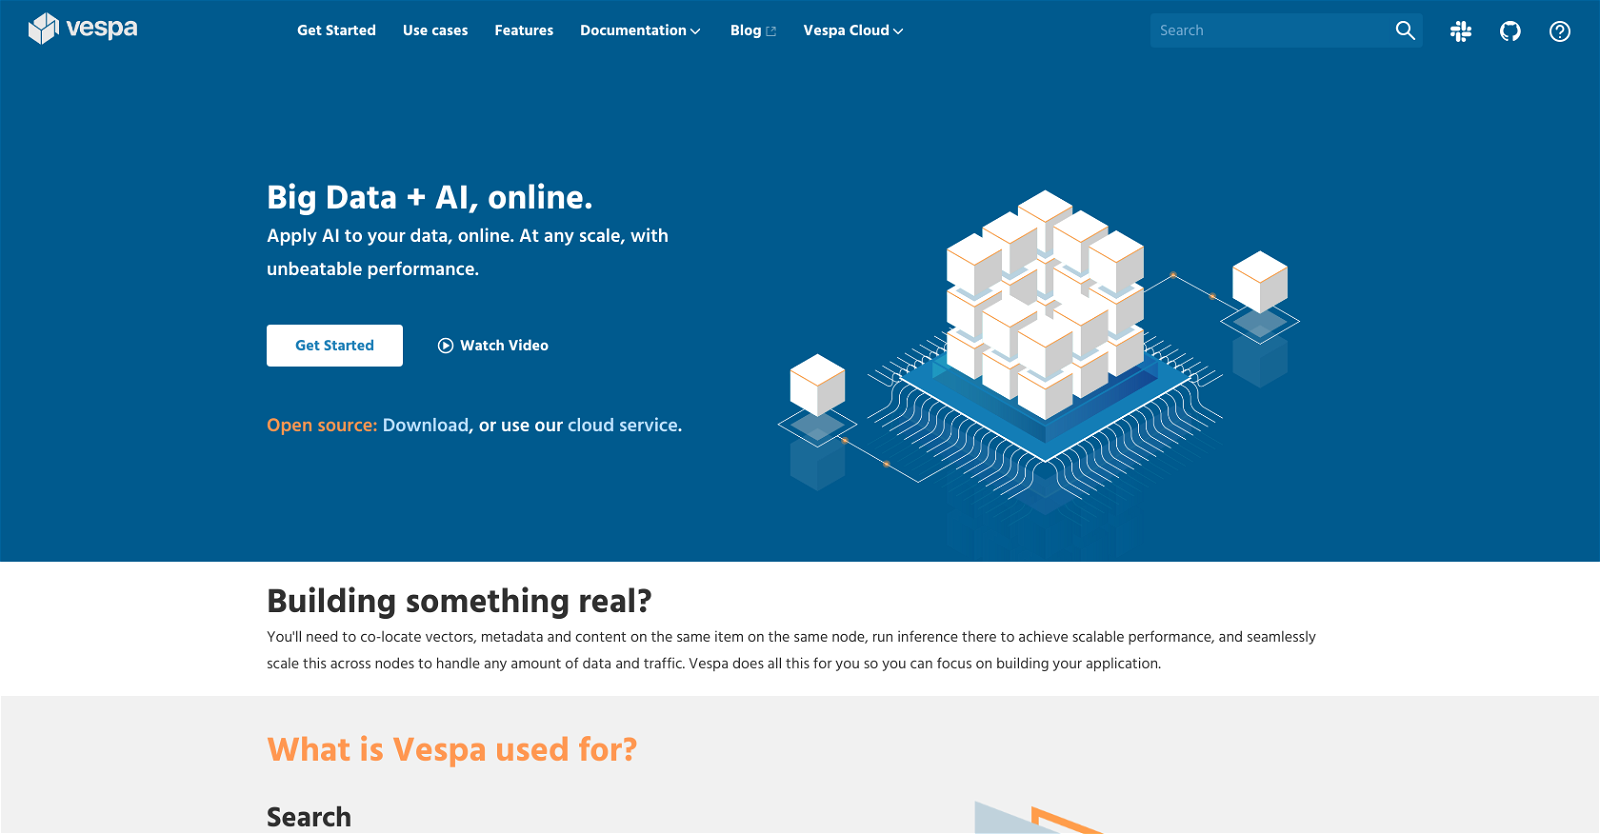 vespa
Get Started
Use cases
Features
Documentation
Blog
Vespa Cloud
Search
Big Data + AI, online.
Apply AI to your data, online. At any scale, with
unbeatable performance.
Get Started
Watch Video
Open source: Download, or use our cloud service.
Building something real?
You'll need to co-locate vectors, metadata and content on the same item on the same node, run inference there to achieve scalable performance, and seamlessly
scale this across nodes to handle any amount of data and traffic. Vespa does all this for you so you can focus on building your application.
What is Vespa used for?
Search